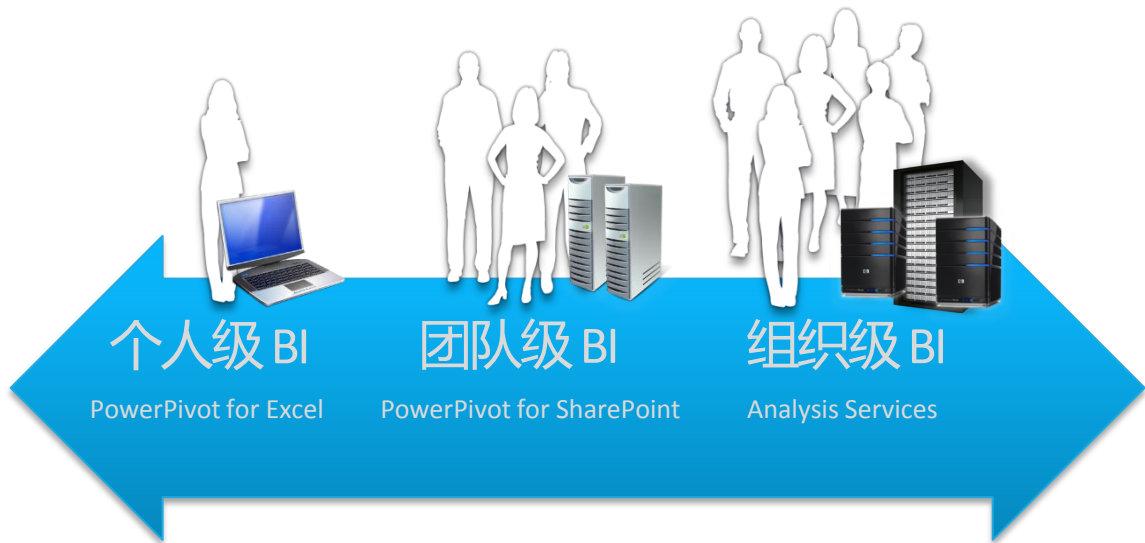 个人级 BI
团队级 BI
组织级 BI
PowerPivot for Excel
PowerPivot for SharePoint
Analysis Services